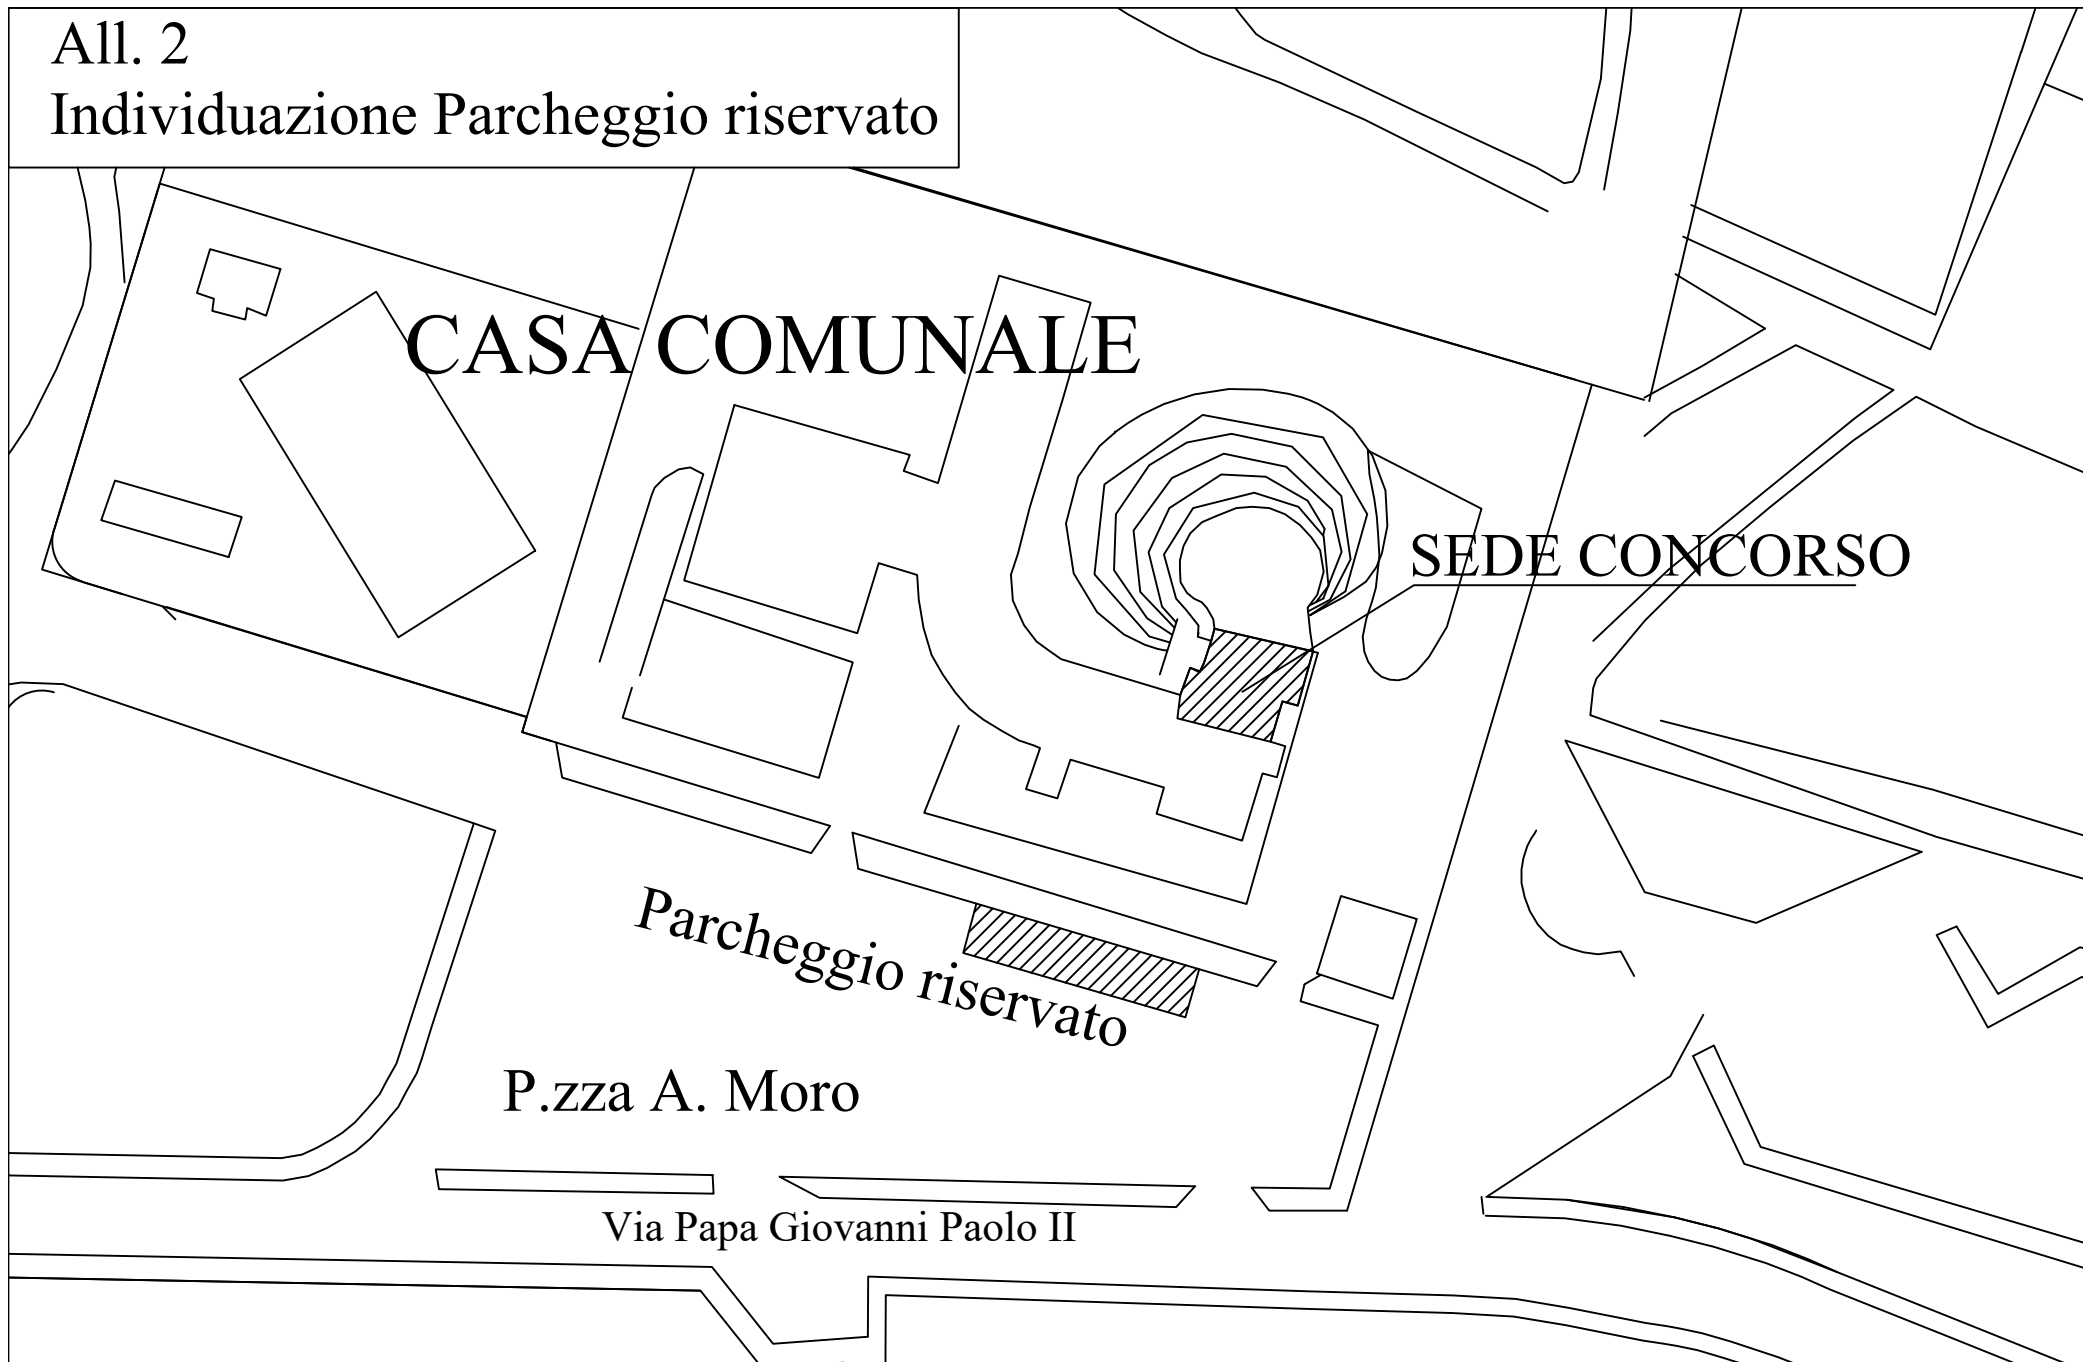 All. 2
Individuazione Parcheggio riservato
CASA COMUNALE
SEDE CONCORSO
Parcheggio riservato
P.zza A. Moro
Via Papa Giovanni Paolo II